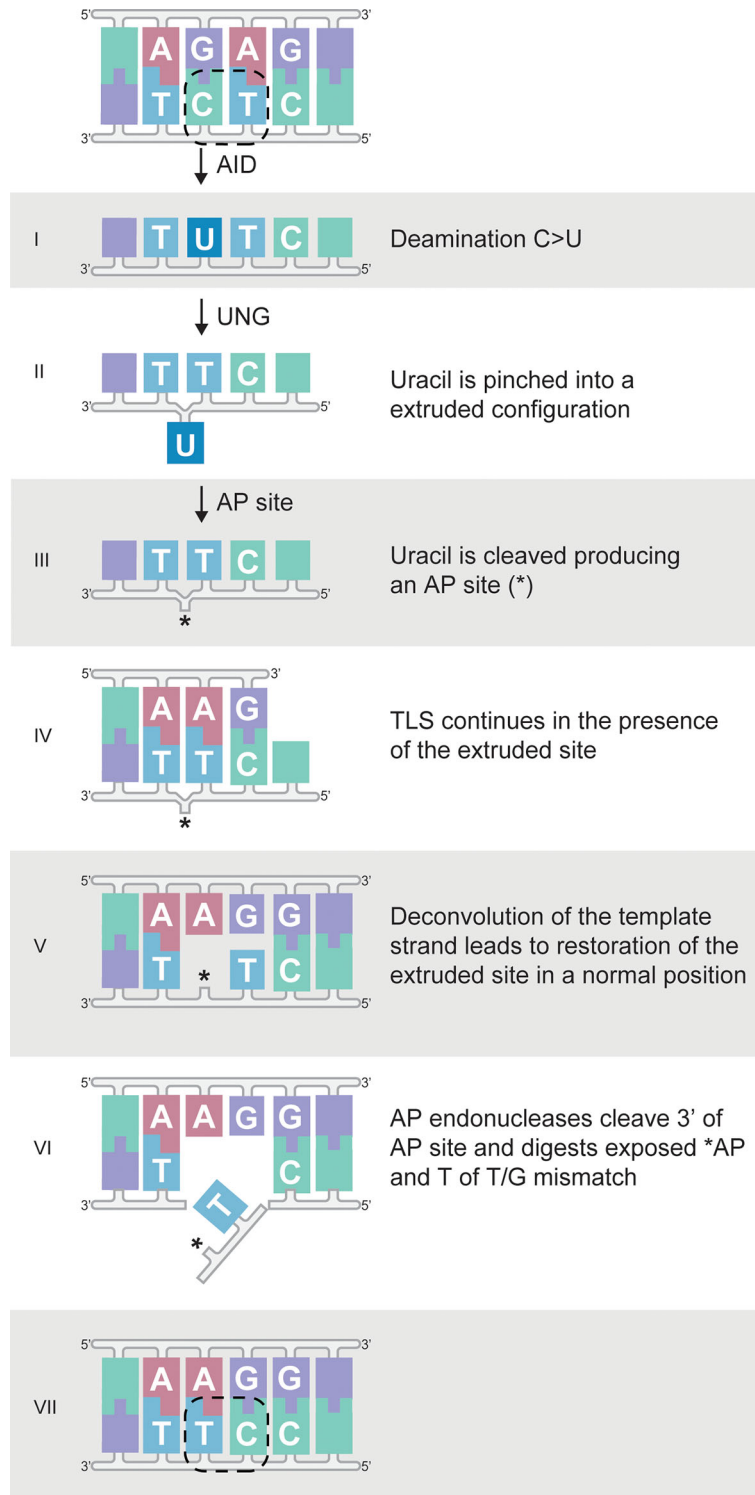 5' 3'
A G A G
T C T C
3' 5'
AID
I
T U T C
3' 5'
Deamination C>U
UNG
II
T T C
3' 5'
U
Uracil is pinched into a
extruded configuration
AP site
III
T T C
3' 5'
*
Uracil is cleaved producing
an AP site (*)
IV
5' 3'
A A G
T T C
3' 5'
*
TLS continues in the presence
of the extruded site
V
5' 3'
A A G G
T * T C
3' 5'
Deconvolution of the template
strand leads to restoration of the
extruded site in a normal position
VI
5' 3'
A A G G
T C
3' 5'
T
*
AP endonucleases cleave 3' of
AP site and digests exposed *AP
and T of T/G mismatch
VII
5' 3'
A A G G
T T C C
3' 5'